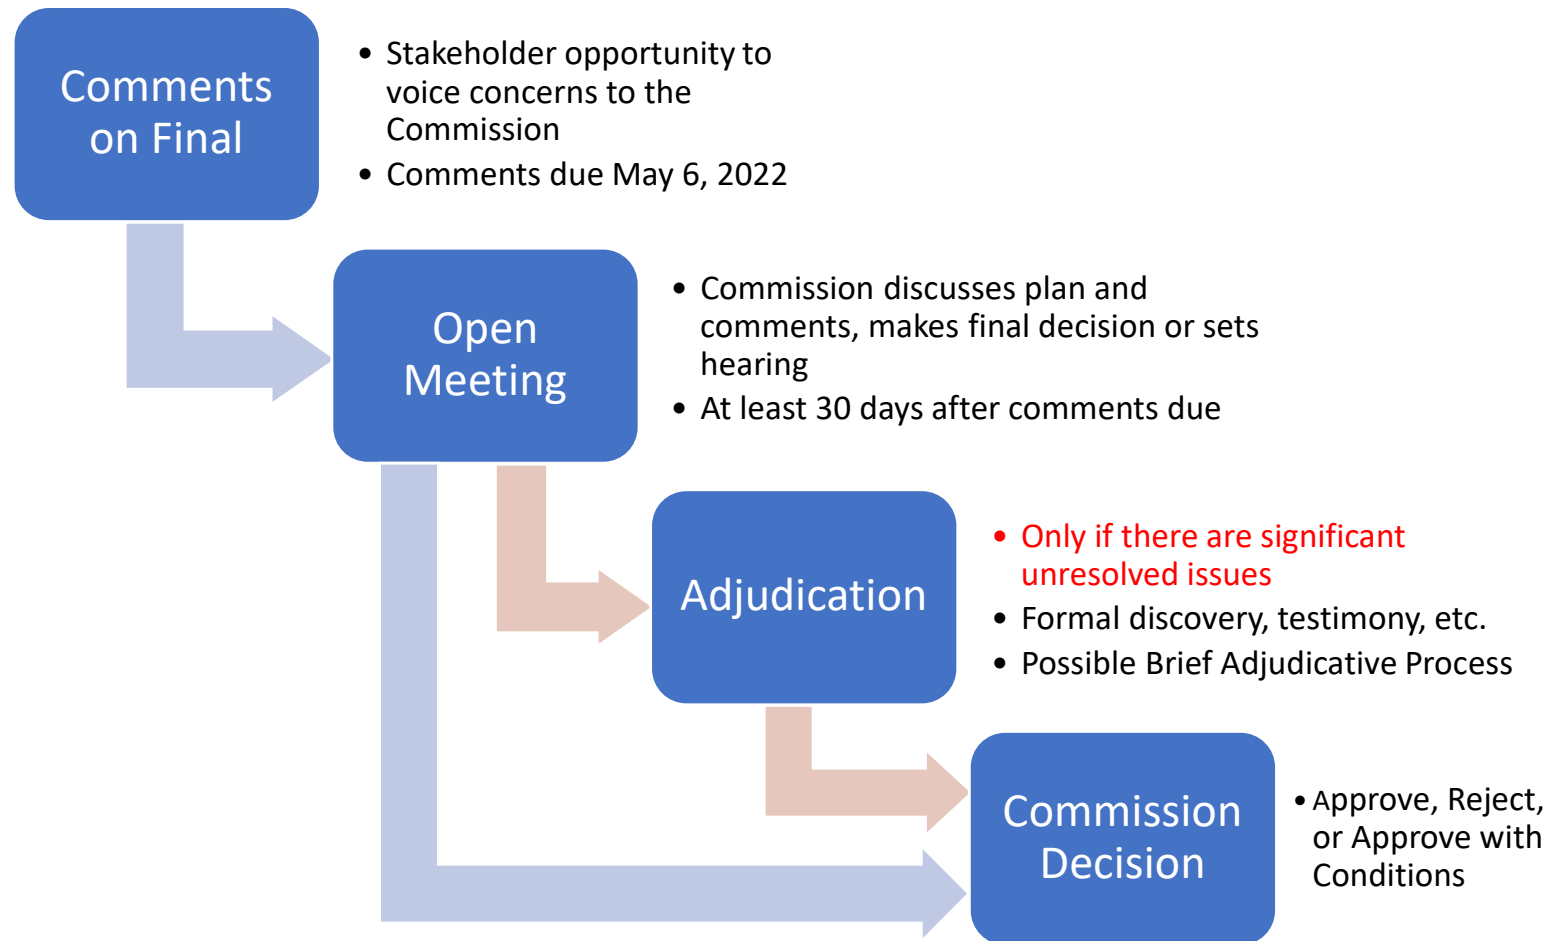 Comments
on Final
• Stakeholder opportunity to
voice concerns to the
Commission
• Comments due May 6, 2022
Open
Meeting
• Commission discusses plan and
comments, makes final decision or sets
hearing
• At least 30 days after comments due
Adjudication
• Only if there are significant
unresolved issues
• Formal discovery, testimony, etc.
• Possible Brief Adjudicative Process
Commission
Decision
• Approve, Reject,
or Approve with
Conditions